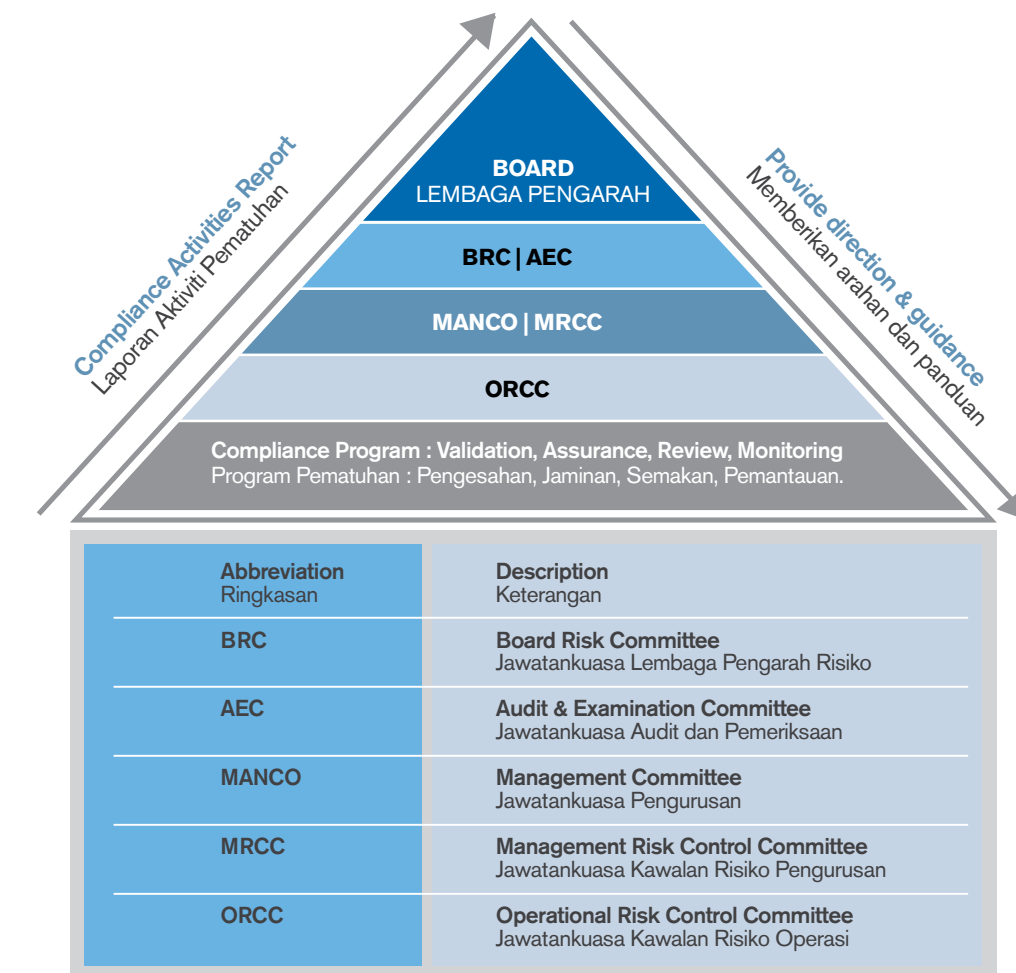 Compliance Activities Report
Laporan Aktiviti Pematuhan
Provide direction & guidance
Memberikan arahan dan panduan
BOARD
LEMBAGA PENGARAH
BRC | AEC
MANCO | MRCC
ORCC
Compliance Program : Validation, Assurance, Review, Monitoring
Program Pematuhan : Pengesahan, Jaminan, Semakan, Pemantauan.
Abbreviation
Ringkasan
Description
Keterangan
BRC
Board Risk Committee
Jawatankuasa Lembaga Pengarah Risiko
AEC
Audit & Examination Committee
Jawatankuasa Audit dan Pemeriksaan
MANCO
Management Committee
Jawatankuasa Pengurusan
MRCC
Management Risk Control Committee
Jawatankuasa Kawalan Risiko Pengurusan
ORCC
Operational Risk Control Committee
Jawatankuasa Kawalan Risiko Operasi